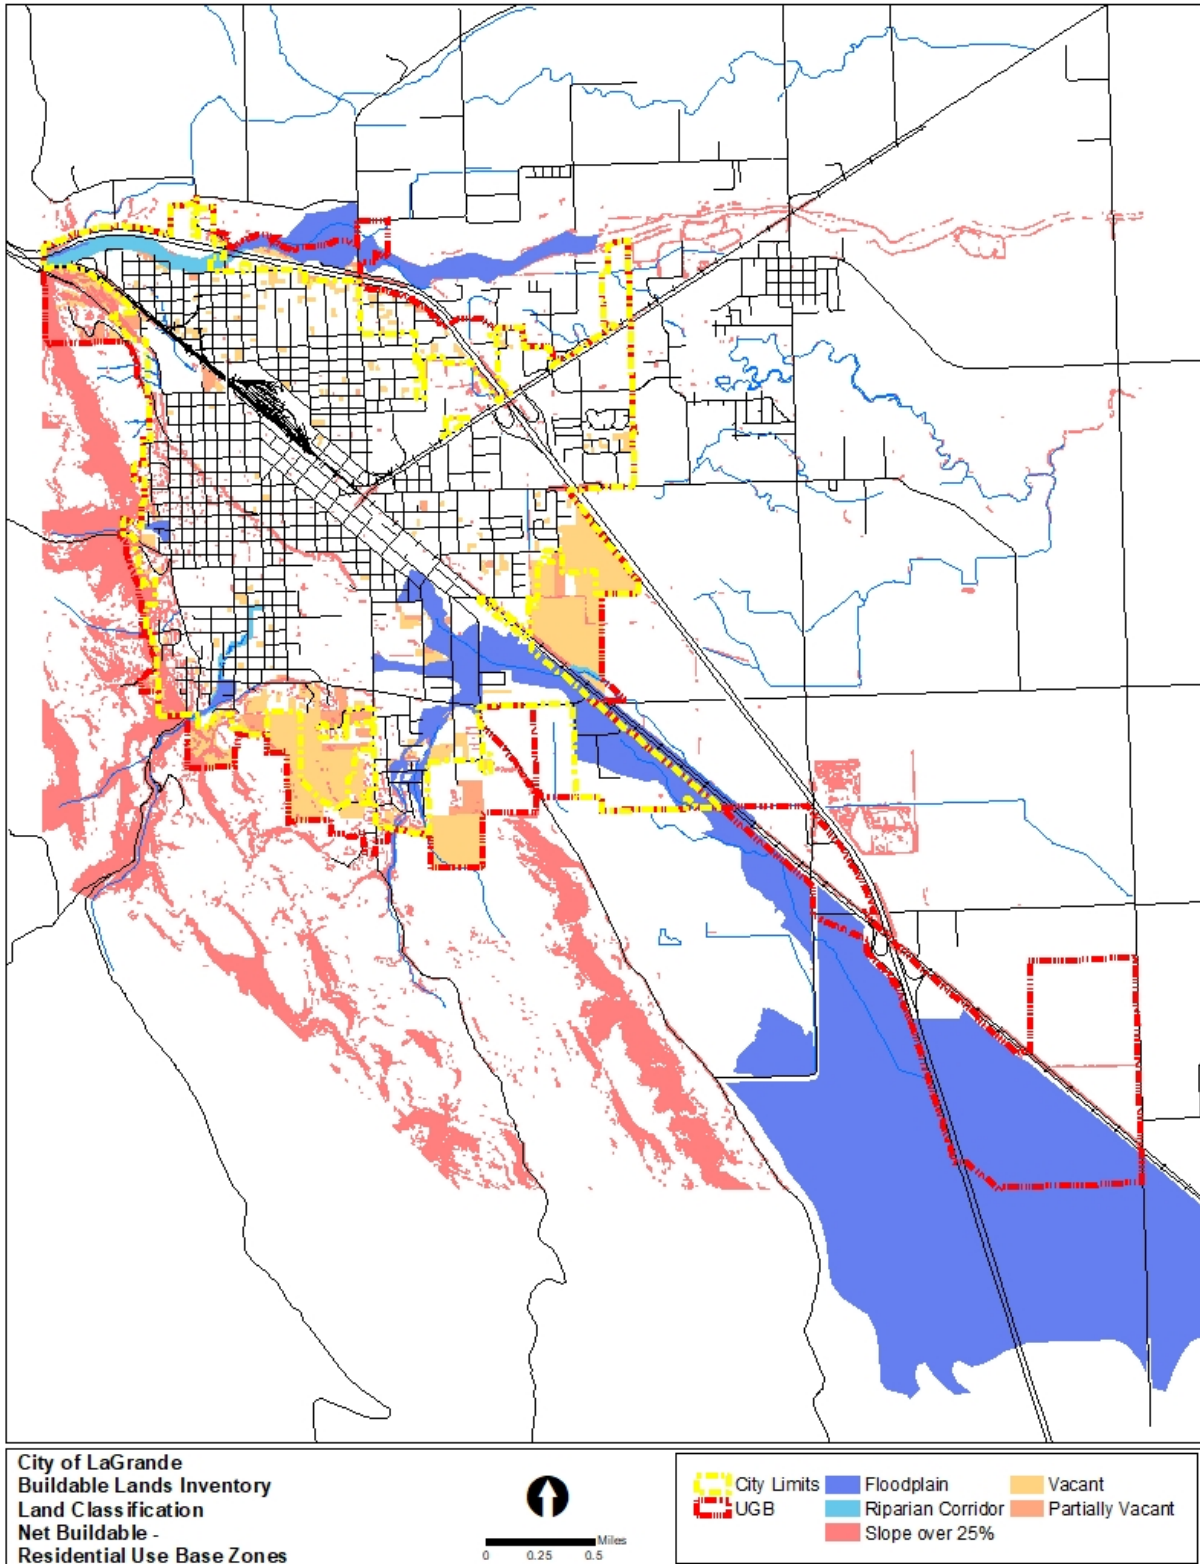 City of LaGrande
Buildable Lands Inventory
Land Classification
Net Buildable -
Residential Use Base Zones
Miles
0 0.25 0.5
City Limits
UGB
Floodplain
Riparian Corridor
Slope over 25%
Vacant
Partially Vacant